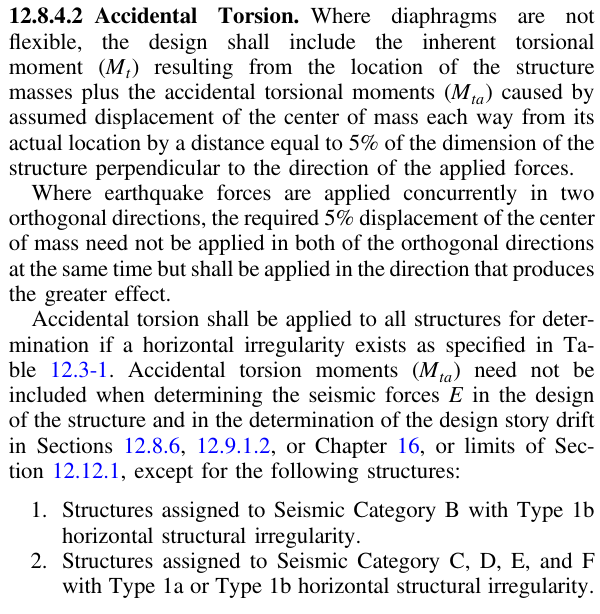 12.8.4.2 Accidental Torsion. Where diaphragms are not
flexible, the design shall include the inherent torsional
moment (Mt) resulting from the location of the structure
masses plus the accidental torsional moments (Mta) caused by
assumed displacement of the center of mass each way from its
actual location by a distance equal to 5% of the dimension of the
structure perpendicular to the direction of the applied forces.
Where earthquake forces are applied concurrently in two
orthogonal directions, the required 5% displacement of the center
of mass need not be applied in both of the orthogonal directions
at the same time but shall be applied in the direction that produces
the greater effect.
Accidental torsion shall be applied to all structures for deter-
mination if a horizontal irregularity exists as specified in Ta-
ble 12.3-1. Accidental torsion moments (Mta) need not be
included when determining the seismic forces E in the design
of the structure and in the determination of the design story drift
in Sections 12.8.6, 12.9.1.2, or Chapter 16, or limits of Sec-
tion 12.12.1, except for the following structures:
1. Structures assigned to Seismic Category B with Type 1b
horizontal structural irregularity.
2. Structures assigned to Seismic Category C, D, E, and F
with Type 1a or Type 1b horizontal structural irregularity.